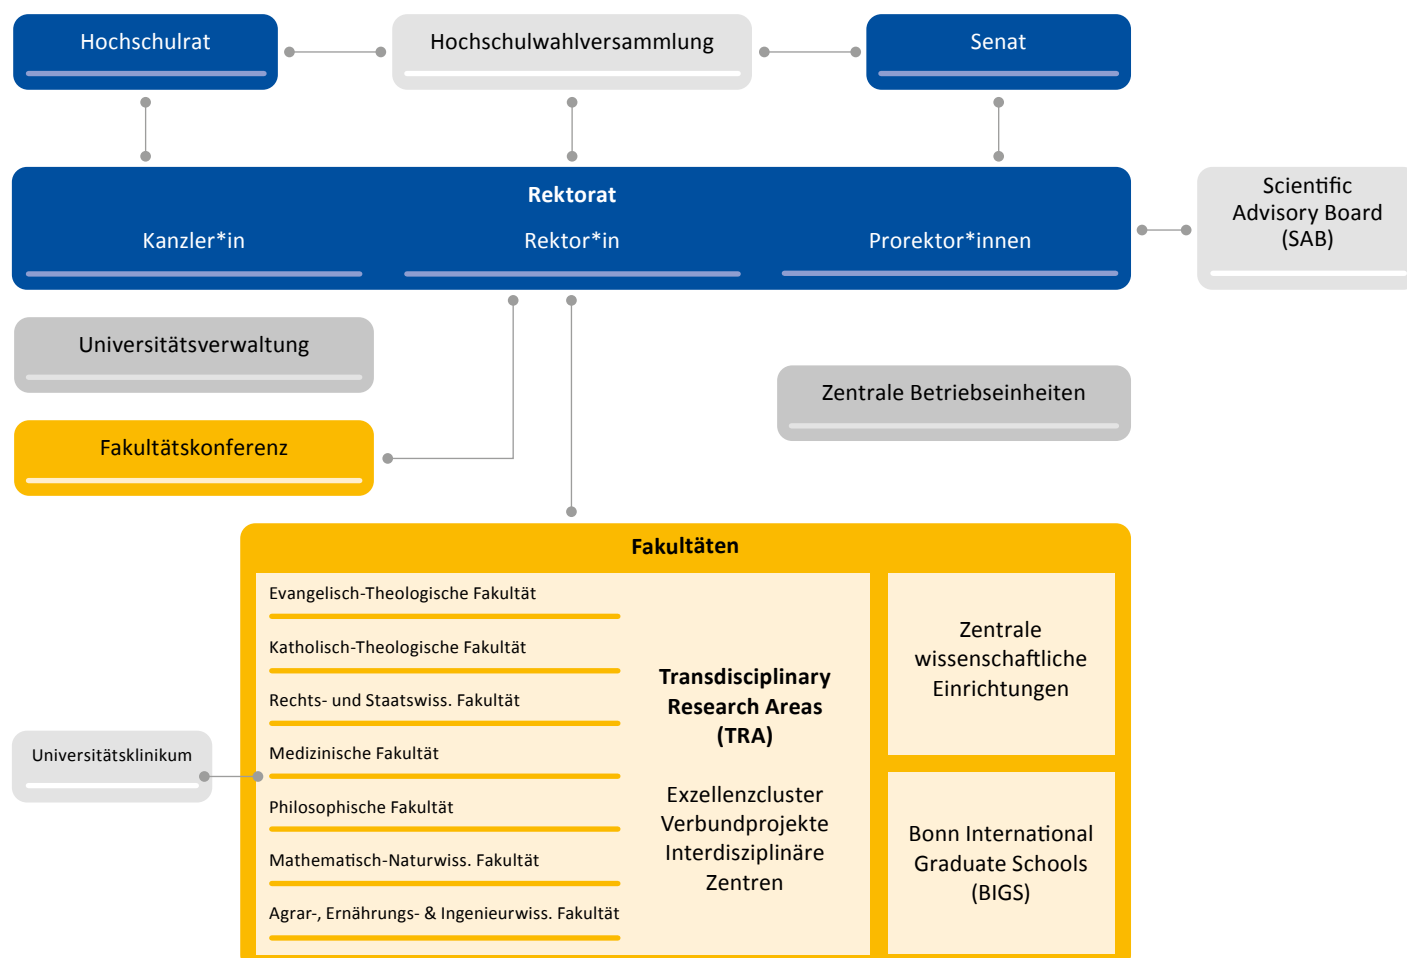 Hochschulrat
Hochschulwahlversammlung
Senat
Rektorat
Kanzler*in
Rektor*in
Prorektor*innen
Scientific
Advisory Board
(SAB)
Universitätsverwaltung
Zentrale Betriebseinheiten
Fakultätskonferenz
Fakultäten
Evangelisch-Theologische Fakultät
Katholisch-Theologische Fakultät
Rechts- und Staatswiss. Fakultät
Medizinische Fakultät
Philosophische Fakultät
Mathematisch-Naturwiss. Fakultät
Agrar-, Ernährungs- & Ingenieurwiss. Fakultät
Universitätsklinikum
Transdisciplinary
Research Areas
(TRA)
Exzellenzcluster
Verbundprojekte
Interdisziplinäre
Zentren
Zentrale
wissenschaftliche
Einrichtungen
Bonn International
Graduate Schools
(BIGS)